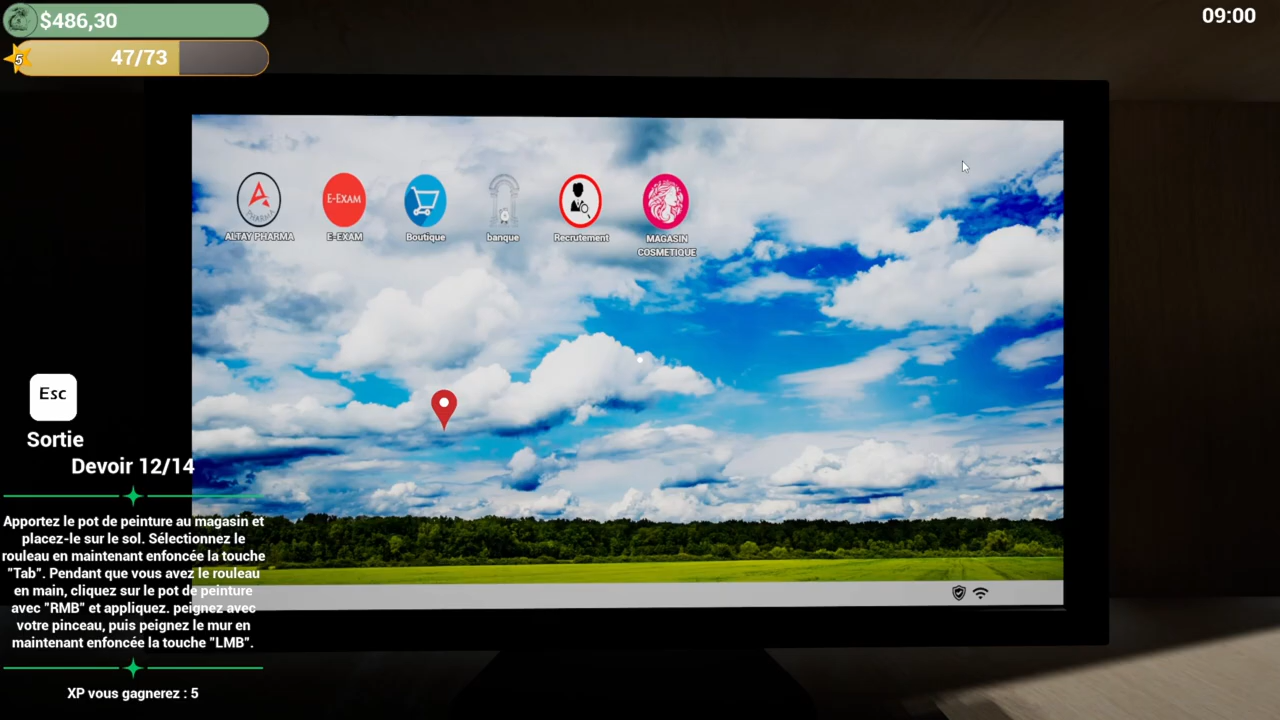 $486,30
09:00
5
47/73
PHARMA
E-EXAM
ALTAY PHARMA
E-EXAM
Boutique
banque
Recrutement
MAGASIN
COSMETIQUE
Esc
Sortie
Devoir 12/14
Apportez le pot de peinture au magasin et
placez-le sur le sol. Sélectionnez le
rouleau en maintenant enfoncée la touche
"Tab". Pendant que vous avez le rouleau
en main, cliquez sur le pot de peinture
avec "RMB" et appliquez. peignez avec
votre pinceau, puis peignez le mur en
maintenant enfoncée la touche "LMB".
XP vous gagnerez : 5